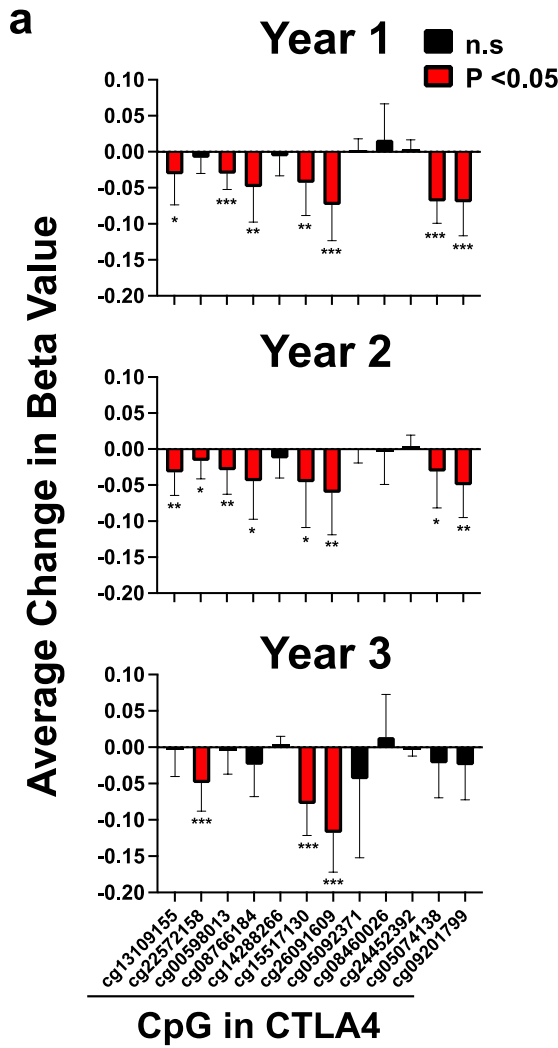 a
Year 1
n.s
P <0.05
Average Change in Beta Value
0.10
0.05
0.00
-0.05
-0.10
-0.15
-0.20
*
***
**
**
***
***
***
Year 2
0.10
0.05
0.00
-0.05
-0.10
-0.15
-0.20
**
*
**
*
*
**
*
**
Year 3
0.10
0.05
0.00
-0.05
-0.10
-0.15
-0.20
***
***
***
cg13109155
cg22572158
cg00598013
cg08766184
cg14288266
cg15517130
cg26091609
cg05092371
cg08460026
cg24452392
cg05074138
cg09201799
CpG in CTLA4